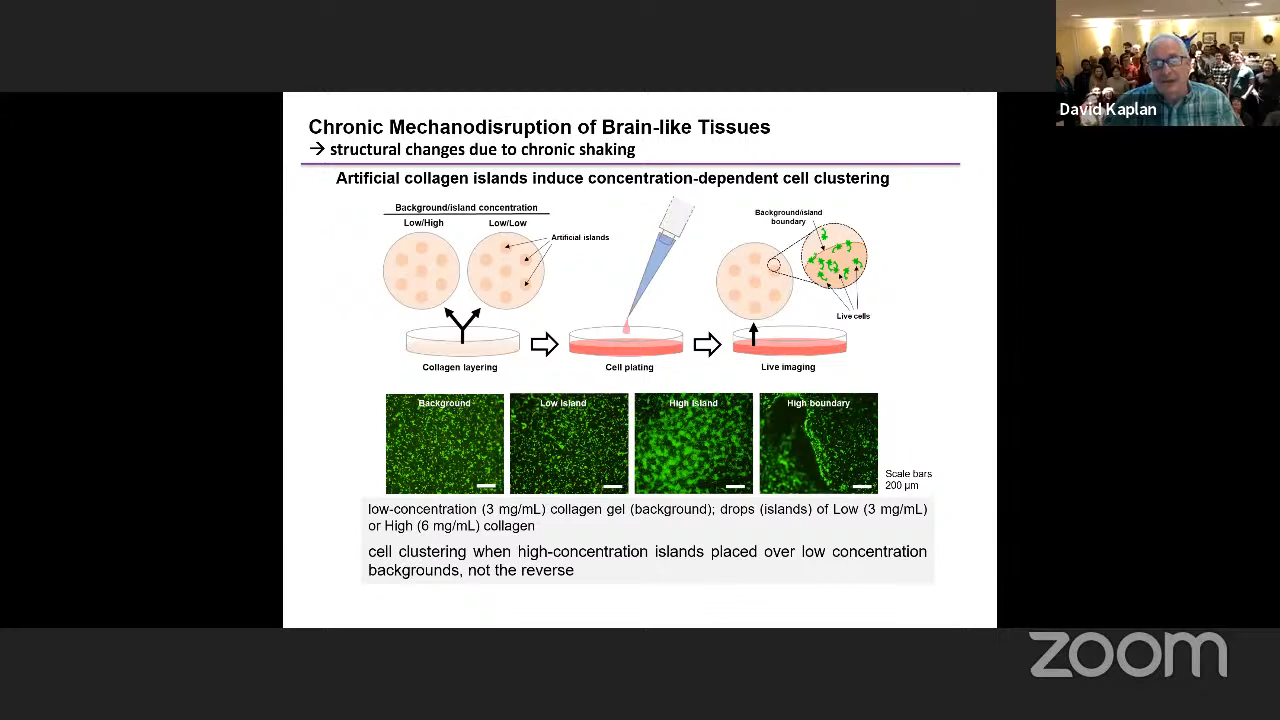 David Kaplan
Chronic Mechanodisruption of Brain-like Tissues
→ structural changes due to chronic shaking
Artificial collagen islands induce concentration-dependent cell clustering
Background/island concentration
Low/High
Low/Low
Artificial islands
Background/island
boundary
Live cells
Collagen layering
Cell plating
Live imaging
Background
Low island
High island
High boundary
Scale bars
200 μm
low-concentration (3 mg/mL) collagen gel (background); drops (islands) of Low (3 mg/mL)
or High (6 mg/mL) collagen
cell clustering when high-concentration islands placed over low concentration
backgrounds, not the reverse
zoom